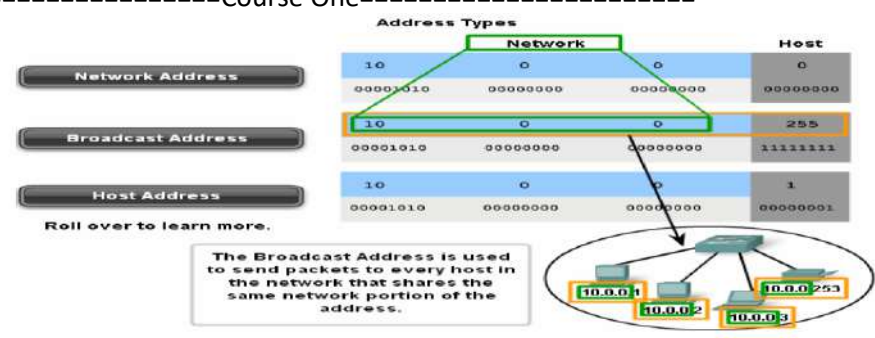 Course One
Address Types
Network Host
Network Address
10 0 0 0
00001010 00000000 00000000 00000000
Broadcast Address
10 0 0 255
00001010 00000000 00000000 11111111
Host Address
10 0 0 1
00001010 00000000 00000000 00000001
Roll over to learn more.
The Broadcast Address is used
to send packets to every host in
the network that shares the
same network portion of the
address.
10.0.0.1
10.0.0.2
10.0.0.3
10.0.0.253